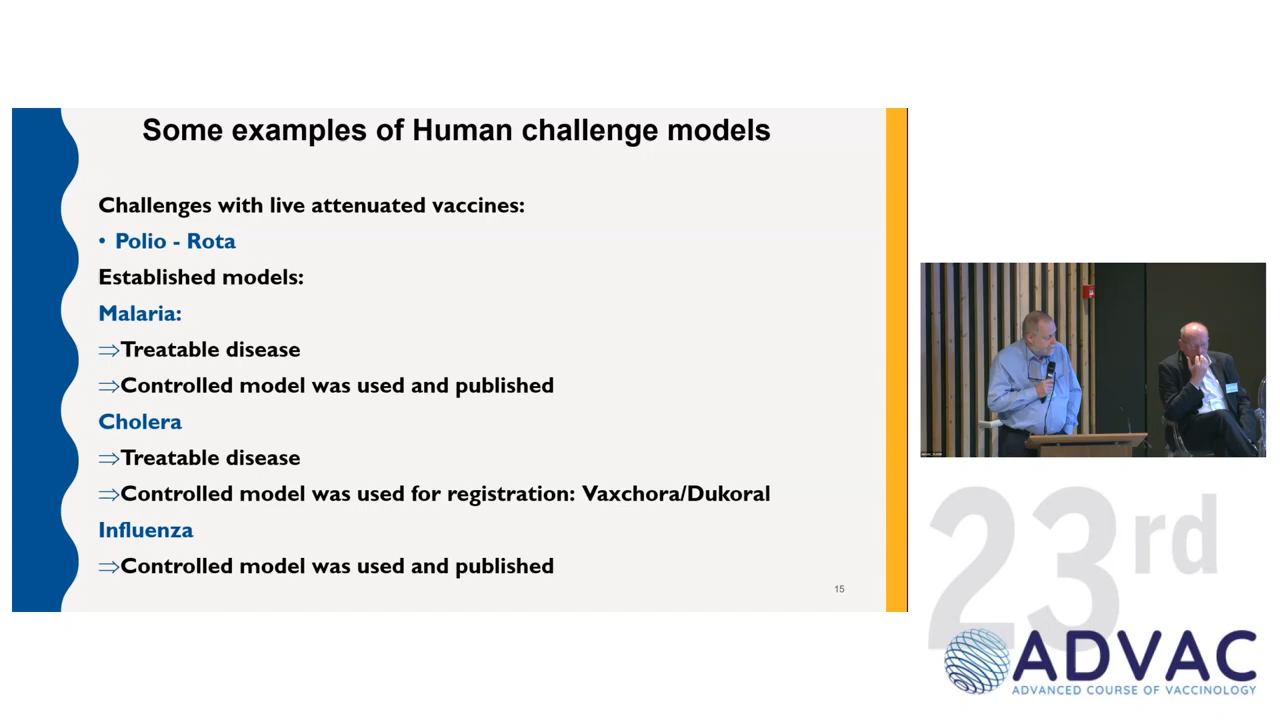 Some examples of Human challenge models
Challenges with live attenuated vaccines:
• Polio - Rota
Established models:
Malaria:
⇒Treatable disease
⇒Controlled model was used and published
Cholera
⇒Treatable disease
⇒Controlled model was used for registration: Vaxchora/Dukoral
Influenza
⇒Controlled model was used and published
15
23rd
ADVAC
ADVANCED COURSE OF VACCINOLOGY